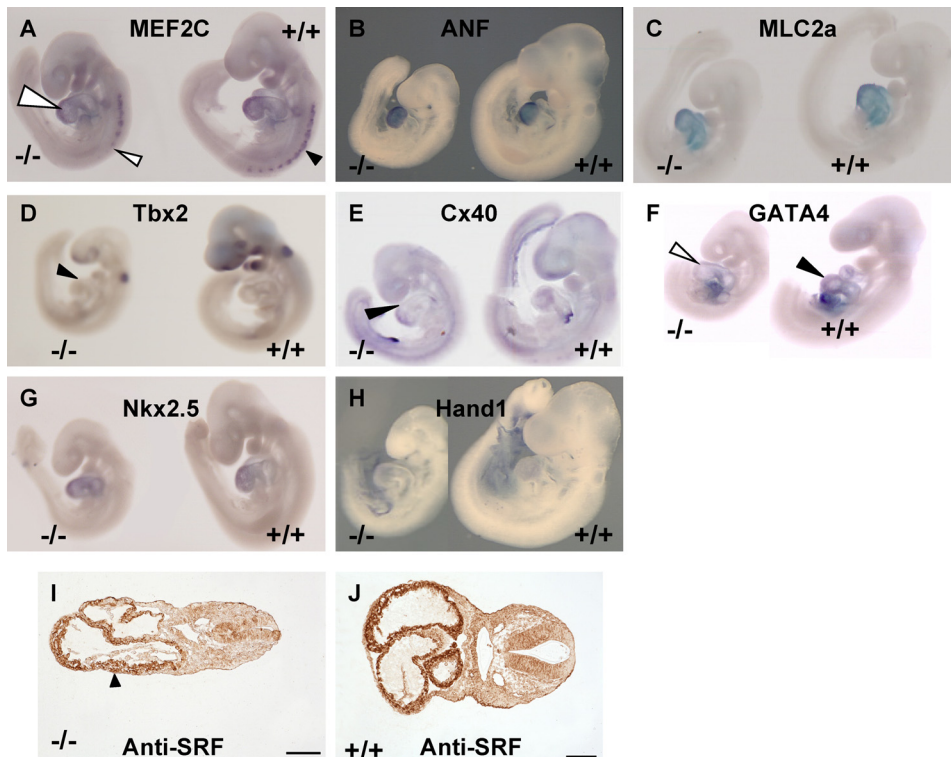 A MEF2C +/+
-/-
B ANF
-/- +/+
C MLC2a
-/- +/+
D Tbx2
-/- +/+
E Cx40
-/- +/+
F GATA4
-/- +/+
G Nkx2.5
-/- +/+
H Hand1
-/- +/+
I
-/- Anti-SRF
J
+/+ Anti-SRF